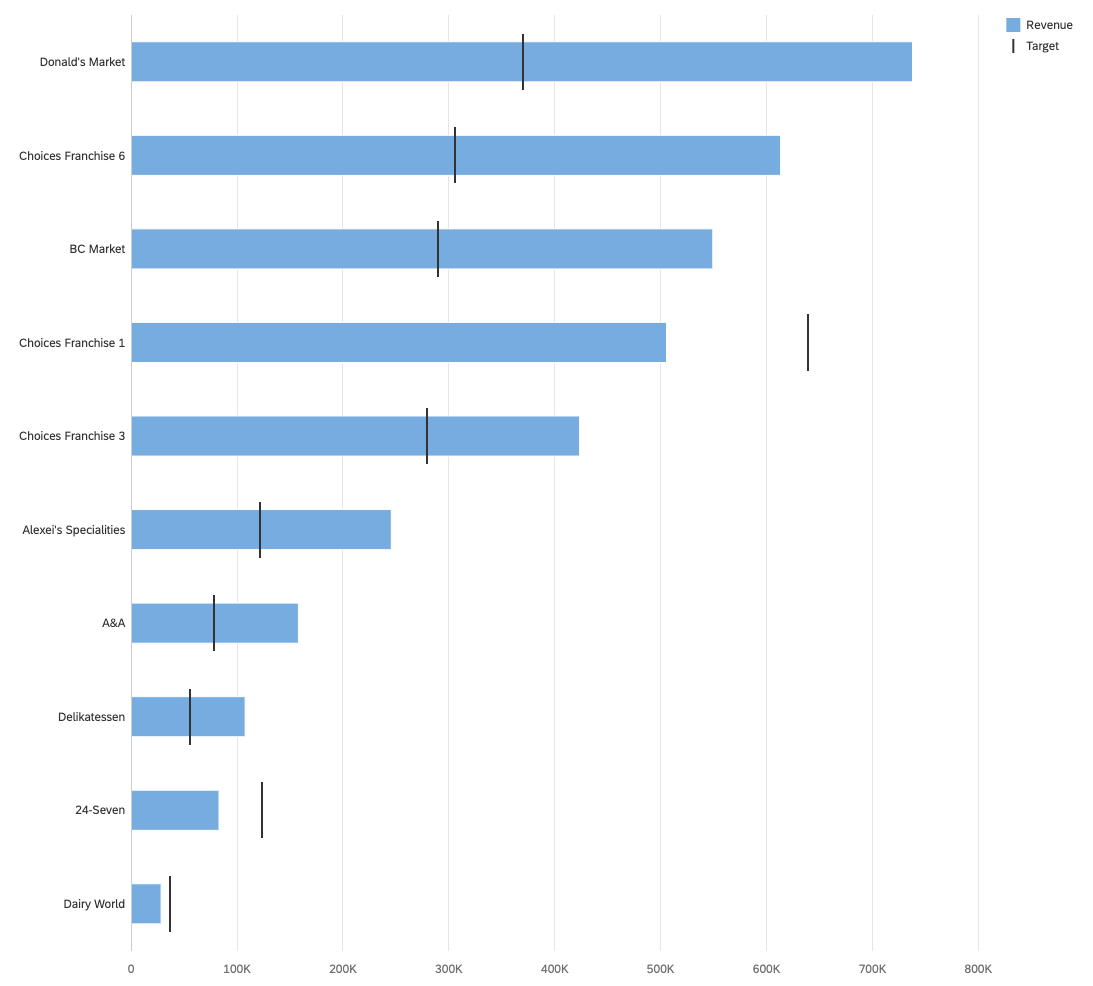 Revenue
Target
Donald's Market
Choices Franchise 6
BC Market
Choices Franchise 1
Choices Franchise 3
Alexei's Specialities
A&A
Delikatessen
24-Seven
Dairy World
0 100K 200K 300K 400K 500K 600K 700K 800K